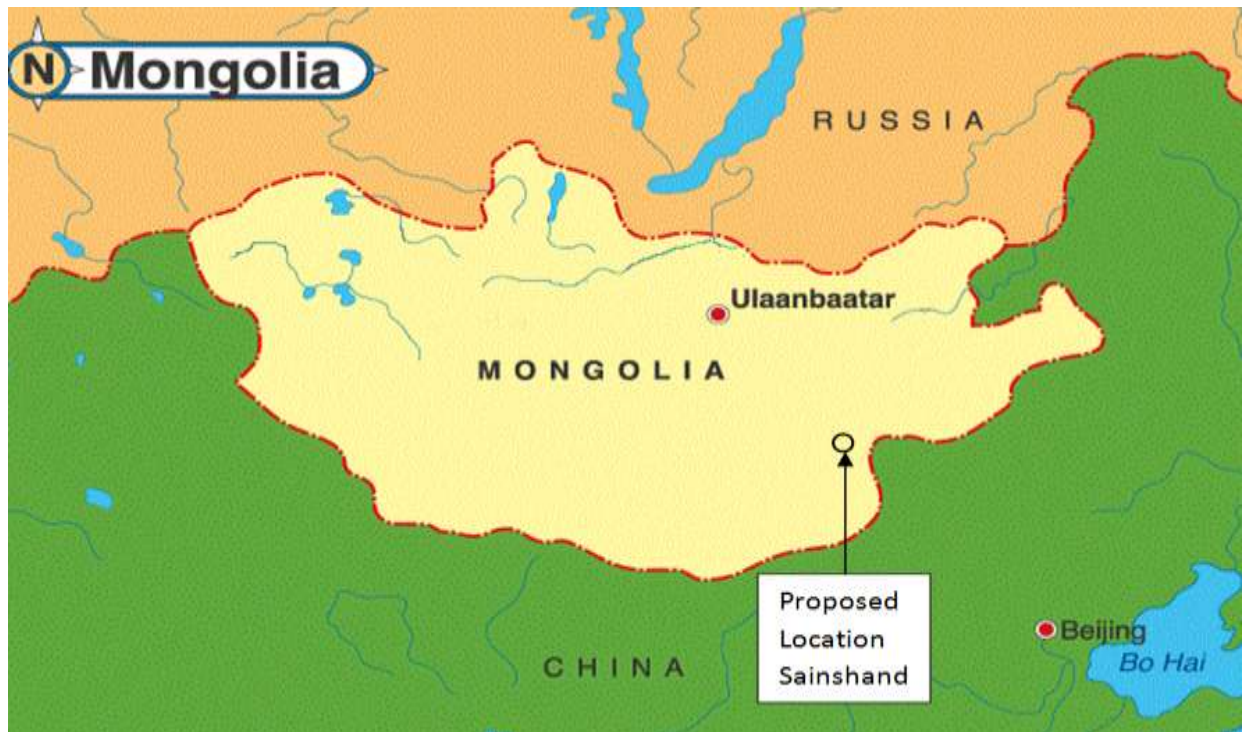 N Mongolia
RUSSIA
Ulaanbaatar
MONGOLIA
Proposed
Location
Sainshand
Beijing
Bo Hai
CHINA